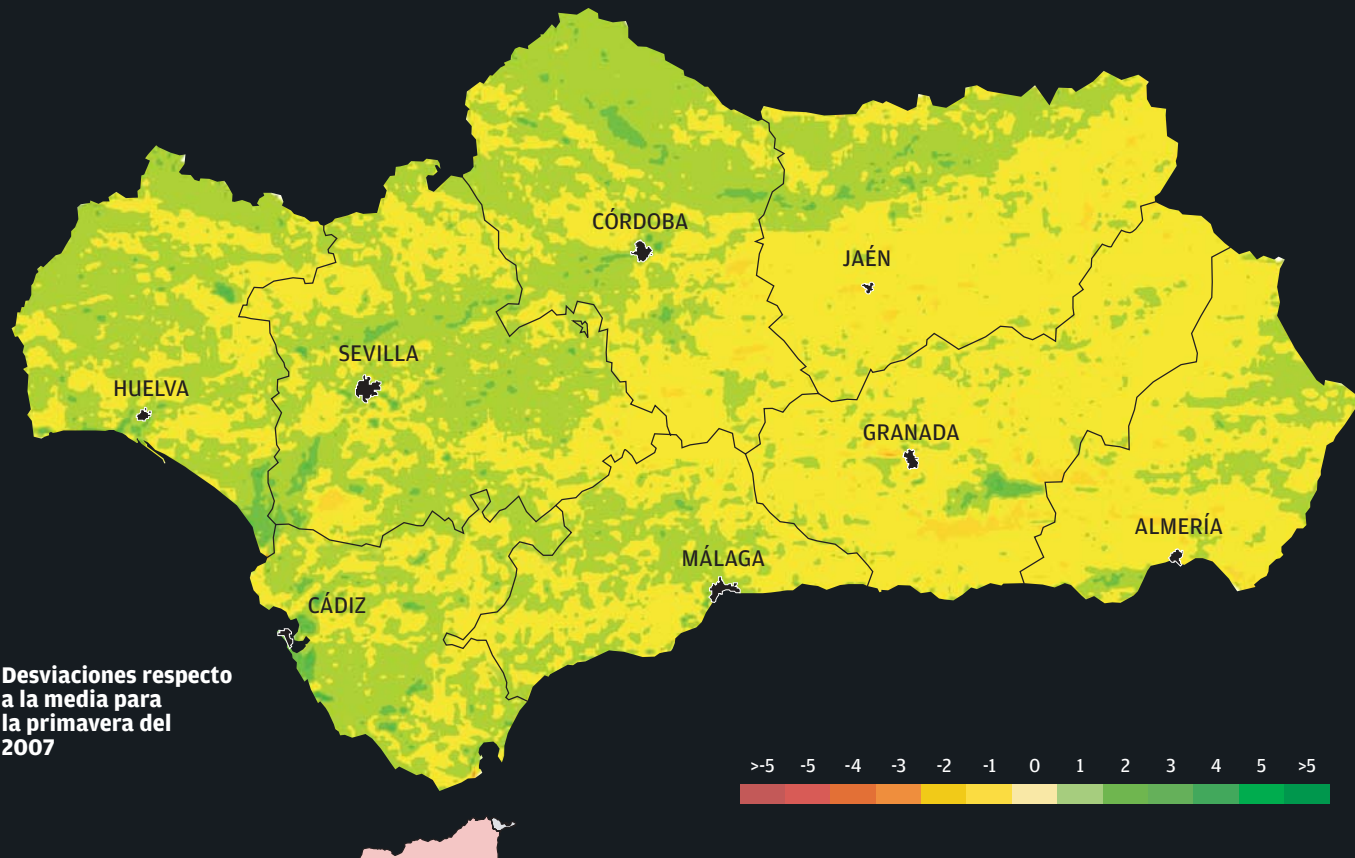 CÓRDOBA
JAÉN
SEVILLA
HUELVA
GRANADA
ALMERÍA
MÁLAGA
CÁDIZ
Desviaciones respecto
a la media para
la primavera del
2007
>-5 -5 -4 -3 -2 -1 0 1 2 3 4 5 >5